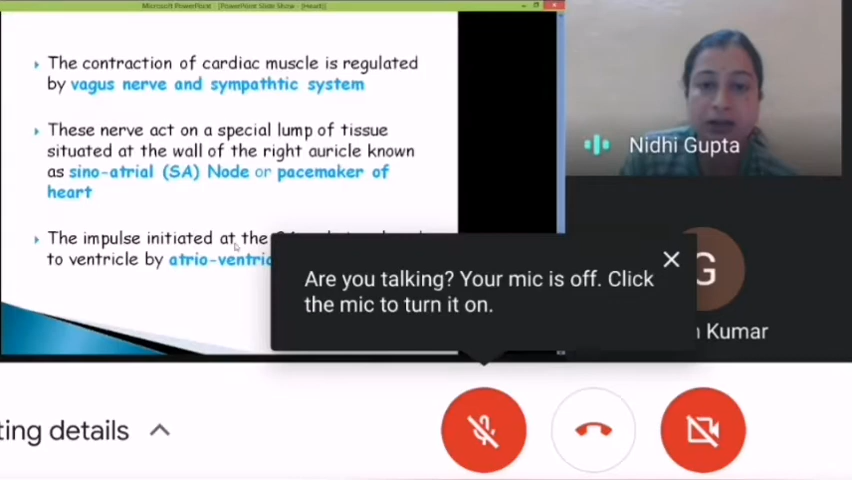 Microsoft PowerPoint - [PowerPoint Slide Show - [Heart]]
The contraction of cardiac muscle is regulated
by vagus nerve and sympathtic system
These nerve act on a special lump of tissue
situated at the wall of the right auricle known
as sino-atrial (SA) Node or pacemaker of
heart
The impulse initiated at the
to ventricle by
Nidhi Gupta
G
Kumar
Are you talking? Your mic is off. Click
the mic to turn it on.
details